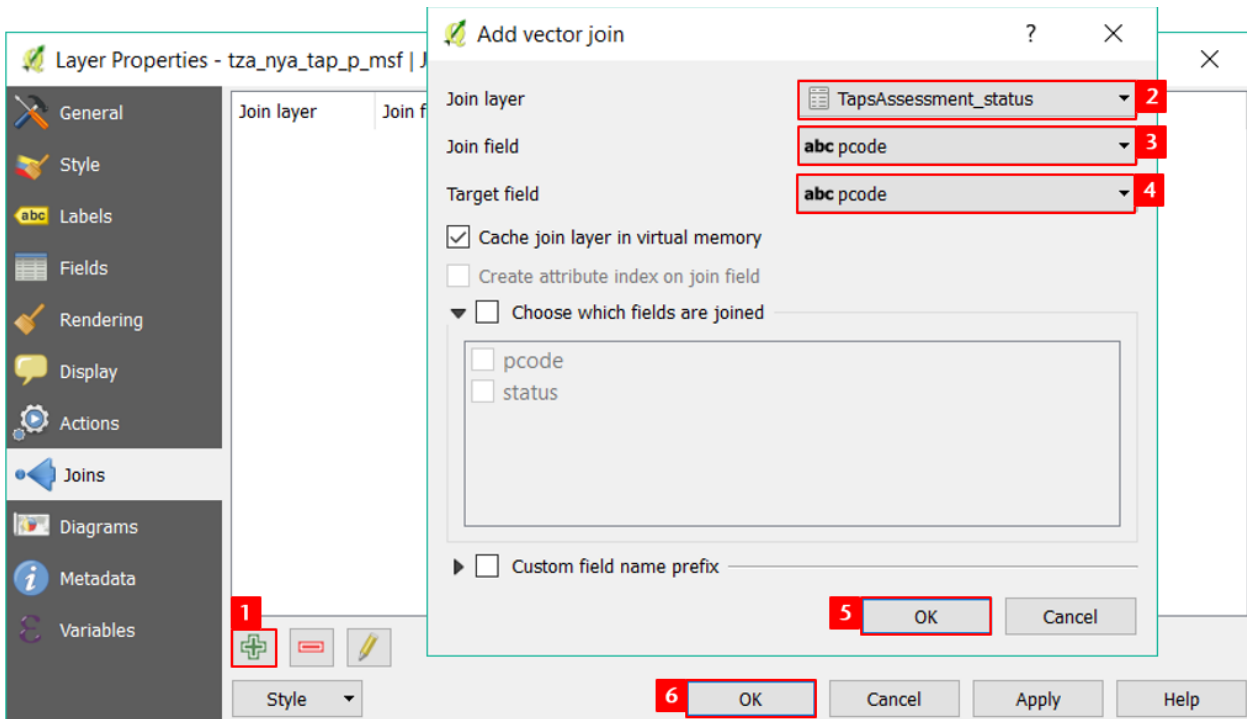 Layer Properties - tza_nya_tap_p_msf | J
General
Style
abc Labels
Fields
Rendering
Display
Actions
Joins
Diagrams
Metadata
Variables
Join layer Join f
1
Style
6 OK Cancel Apply Help
Add vector join ?
Join layer TapsAssessment_status 2
Join field abc pcode 3
Target field abc pcode 4
Cache join layer in virtual memory
Create attribute index on join field
Choose which fields are joined
pcode
status
Custom field name prefix
5 OK Cancel